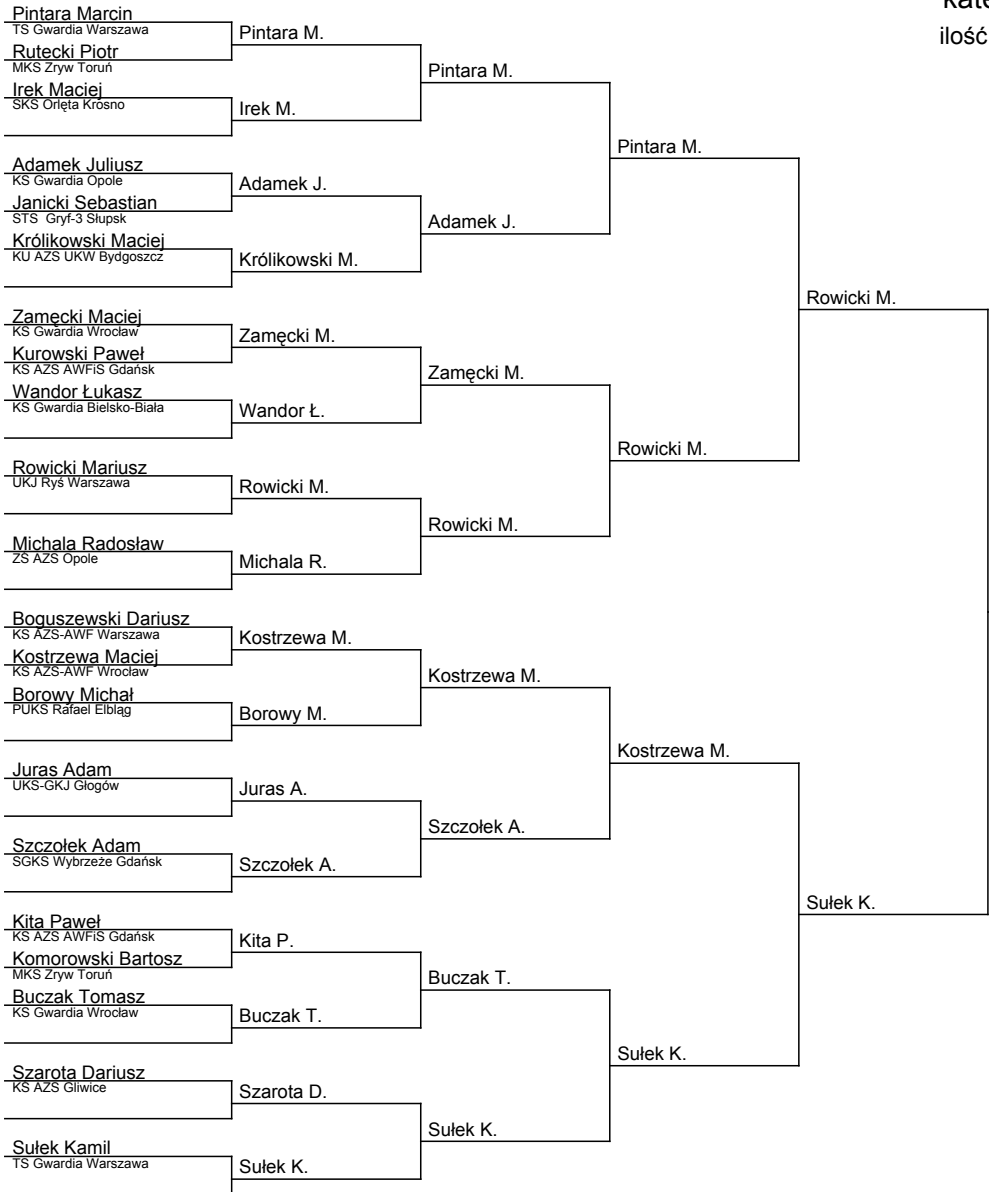 Pintara Marcin
TS Gwardia Warszawa
Rutecki Piotr
MKS Zryw Toruń
Irek Maciej
SKS Orlęta Krosno
Adamek Juliusz
KS Gwardia Opole
Janicki Sebastian
STS Gryf-3 Słupsk
Królikowski Maciej
KU AZS UKW Bydgoszcz
Zamęcki Maciej
KS Gwardia Wrocław
Kurowski Paweł
KS AZS AWFiS Gdańsk
Wandor Łukasz
KS Gwardia Bielsko-Biała
Rowicki Mariusz
UKJ Ryś Warszawa
Michala Radosław
ZŚ AZS Opole
Boguszewski Dariusz
KS AZS-AWF Warszawa
Kostrzewa Maciej
KS AZS-AWF Wrocław
Borowy Michał
PUKS Rafael Elbląg
Juras Adam
UKS-GKJ Głogów
Szczołek Adam
SGKS Wybrzeże Gdańsk
Kita Paweł
KS AZS AWFiS Gdańsk
Komorowski Bartosz
MKS Zryw Toruń
Buczak Tomasz
KS Gwardia Wrocław
Szarota Dariusz
KS AZS Gliwice
Sułek Kamil
TS Gwardia Warszawa
Pintara M.
Irek M.
Adamek J.
Królikowski M.
Zamęcki M.
Wandor Ł.
Rowicki M.
Michala R.
Kostrzewa M.
Borowy M.
Juras A.
Szczołek A.
Kita P.
Buczak T.
Szarota D.
Sułek K.
Pintara M.
Adamek J.
Zamęcki M.
Rowicki M.
Kostrzewa M.
Szczołek A.
Buczak T.
Sułek K.
Pintara M.
Rowicki M.
Kostrzewa M.
Sułek K.
Rowicki M.
Sułek K.
ilość